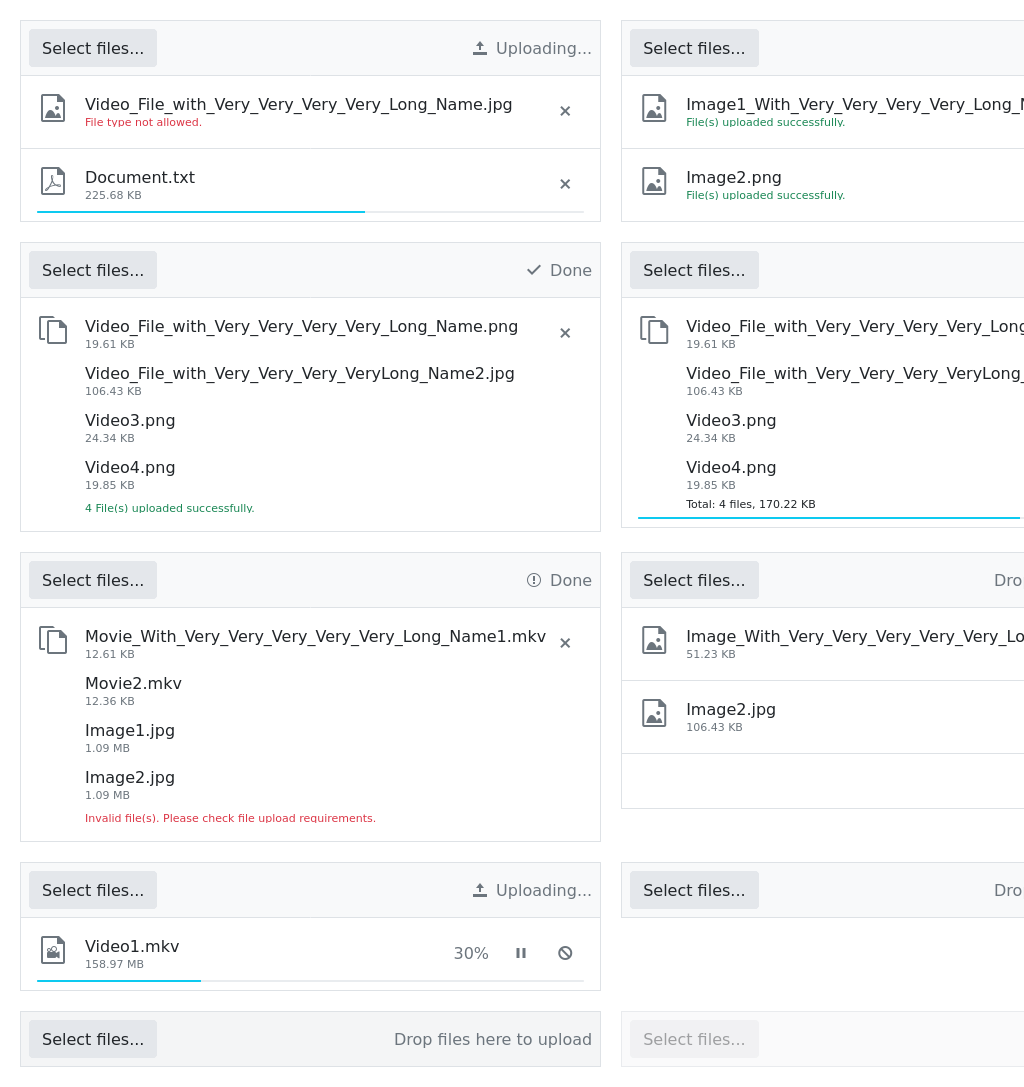 Select files...
Uploading...
Video_File_with_Very_Very_Very_Very_Long_Name.jpg
File type not allowed.
Document.txt
225.68 KB
Select files...
Image1_With_Very_Very_Very_Very_Long_
File(s) uploaded successfully.
Image2.png
File(s) uploaded successfully.
Select files...
Done
Video_File_with_Very_Very_Very_Very_Long_Name.png
19.61 KB
Video_File_with_Very_Very_Very_VeryLong_Name2.jpg
106.43 KB
Video3.png
24.34 KB
Video4.png
19.85 KB
4 File(s) uploaded successfully.
Select files...
Video_File_with_Very_Very_Very_Very_Long
19.61 KB
Video_File_with_Very_Very_Very_VeryLong_
106.43 KB
Video3.png
24.34 KB
Video4.png
19.85 KB
Total: 4 files, 170.22 KB
Select files...
Done
Movie_With_Very_Very_Very_Very_Very_Long_Name1.mkv
12.61 KB
Movie2.mkv
12.36 KB
Image1.jpg
1.09 MB
Image2.jpg
1.09 MB
Invalid file(s). Please check file upload requirements.
Select files...
Dro
Image_With_Very_Very_Very_Very_Very_Lo
51.23 KB
Image2.jpg
106.43 KB
Select files...
Uploading...
Video1.mkv
158.97 MB
30%
Select files...
Dro
Select files...
Drop files here to upload
Select files...